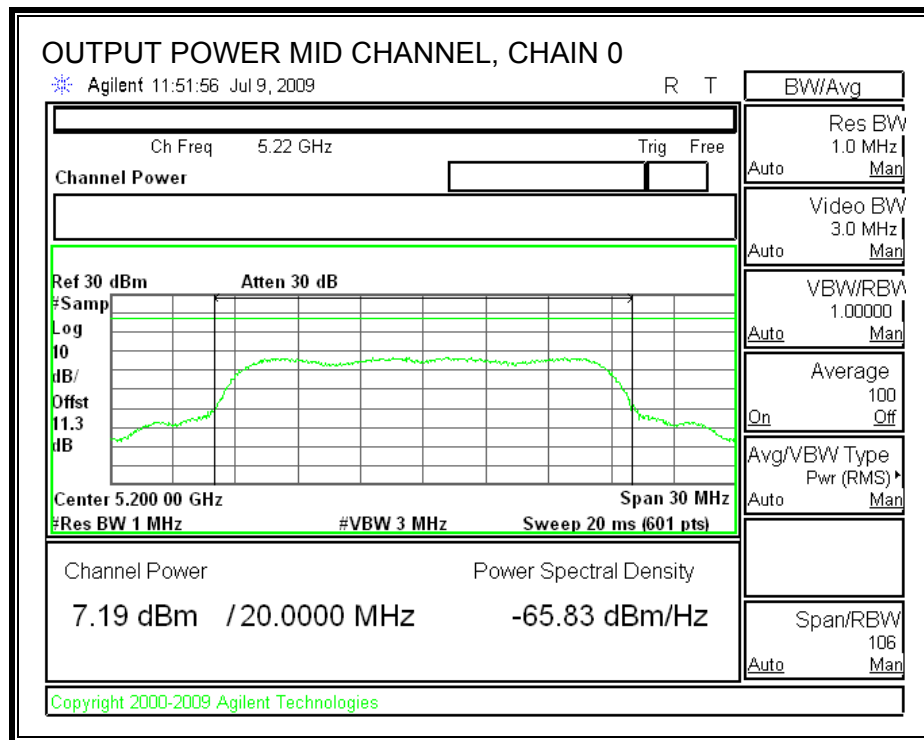 OUTPUT POWER MID CHANNEL, CHAIN 0
Agilent 11:51:56 Jul 9, 2009 R T
BW/Avg
Ch Freq 5.22 GHz Trig Free
Channel Power
Res BW
1.0 MHz
Auto Man
Video BW
3.0 MHz
Auto Man
VBW/RBW
1.00000
Auto Man
Average
100
On Off
Avg/VBW Type
Pwr (RMS)
Auto Man
Span/RBW
106
Auto Man
Ref 30 dBm Atten 30 dB
#Samp
Log
10
dB/
Offst
11.3
dB
Center 5.200 00 GHz Span 30 MHz
#Res BW 1 MHz #VBW 3 MHz Sweep 20 ms (601 pts)
Channel Power Power Spectral Density
7.19 dBm / 20.0000 MHz -65.83 dBm/Hz
Copyright 2000-2009 Agilent Technologies